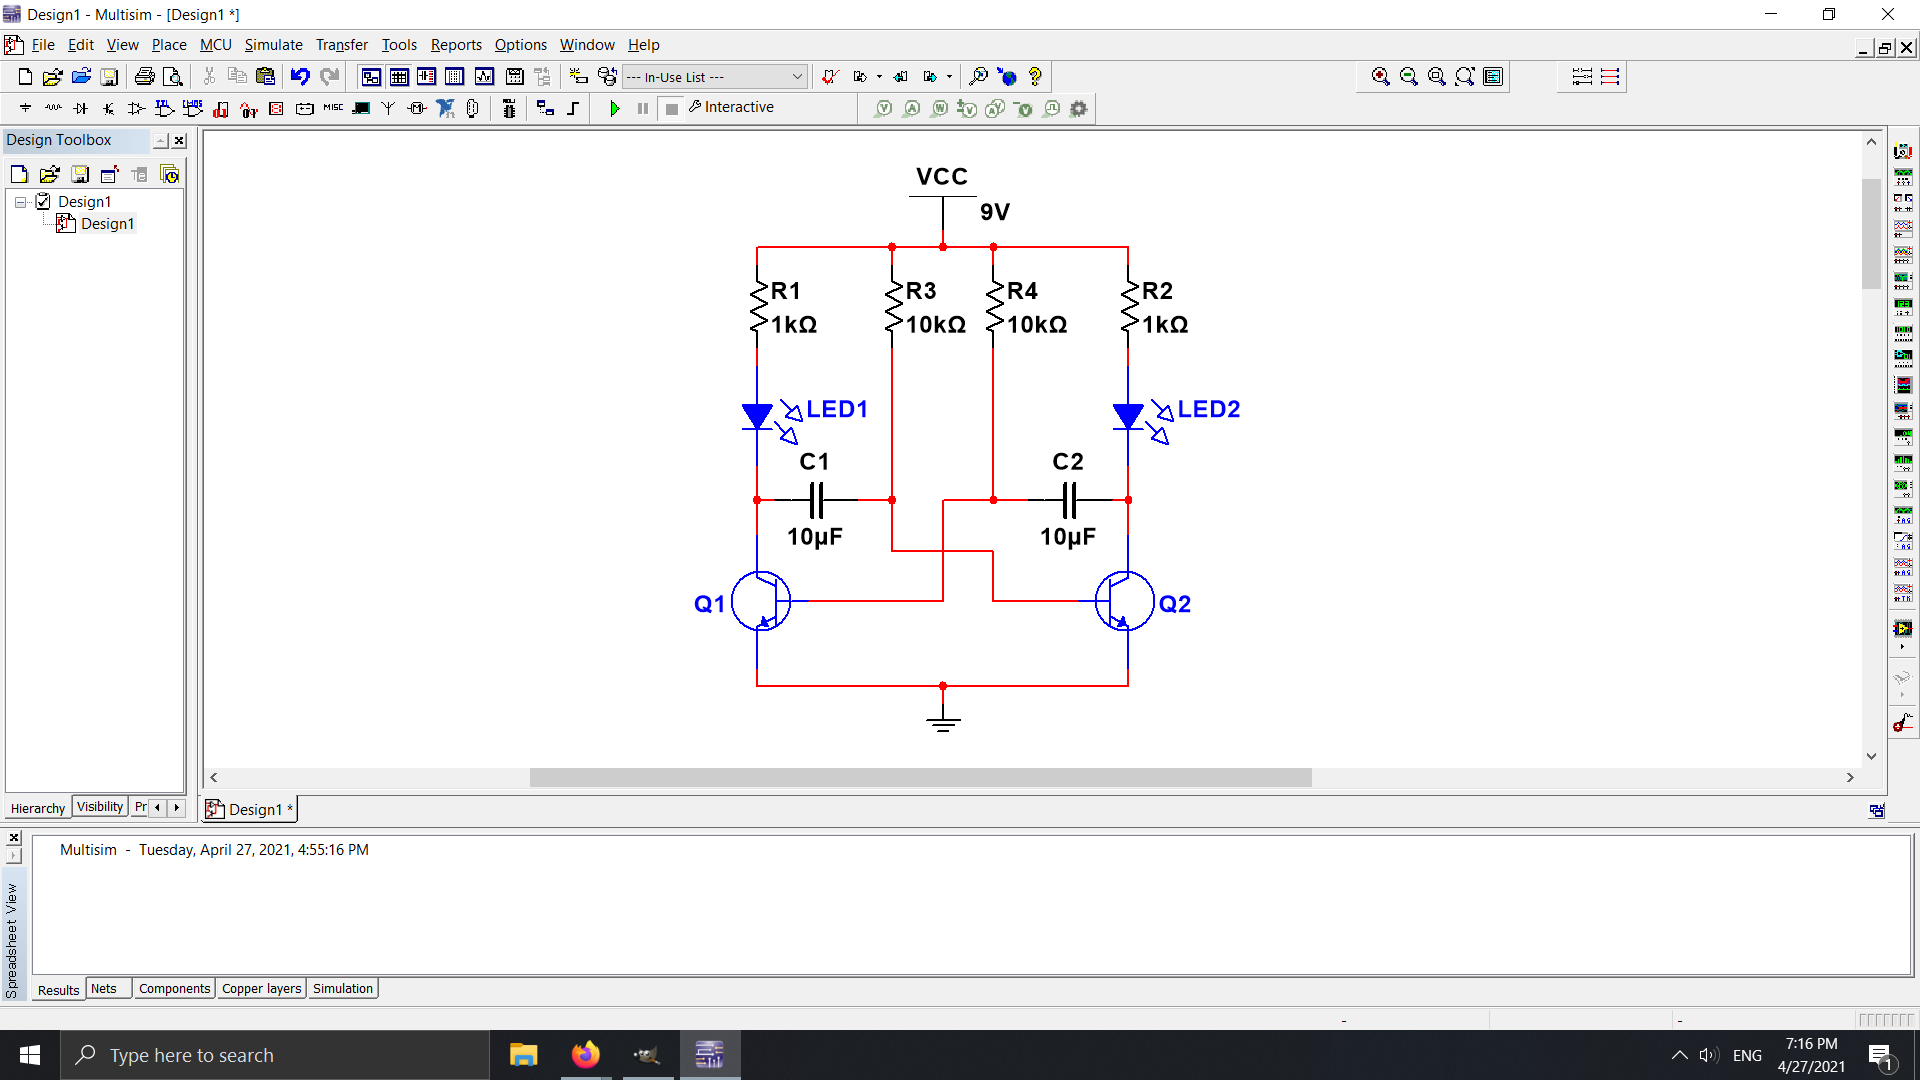 Design1 - Multisim - [Design1 *]
File Edit View Place MCU Simulate Transfer Tools Reports Options Window Help
--- In-Use List ---
MISC
Interactive
Design Toolbox
Design1
Design1
VCC
9V
R1
1kΩ
R3
10kΩ
R4
10kΩ
R2
1kΩ
LED1
LED2
C1
10µF
C2
10µF
Q1
Q2
Hierarchy Visibility Pr
Design1 *
Multisim - Tuesday, April 27, 2021, 4:55:16 PM
Spreadsheet View
Results Nets Components Copper layers Simulation
- -
Type here to search
ENG
7:16 PM
4/27/2021
1